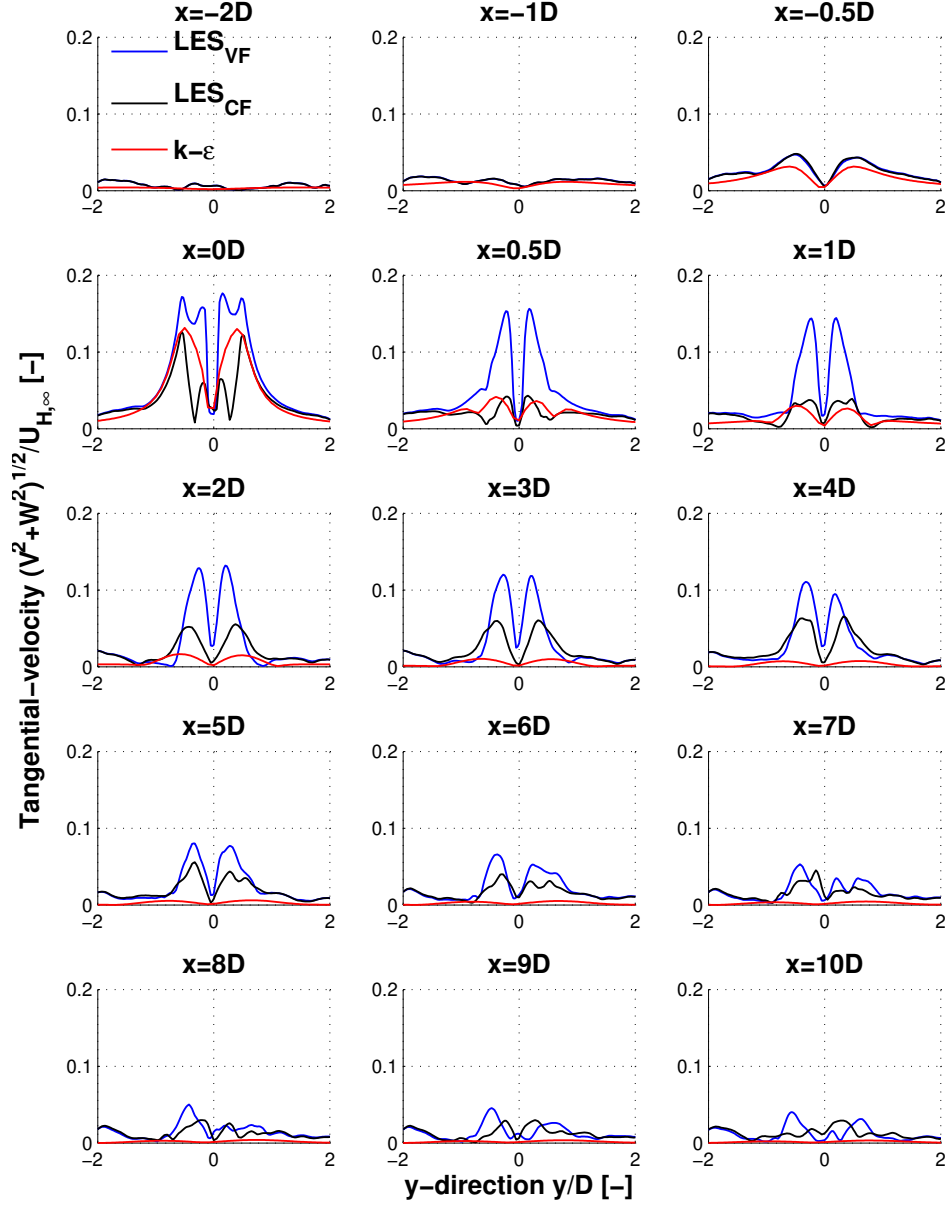 x=−2D x=−1D x=−0.5D
LES_VF
LES_CF
k−ε
0.2 0.2 0.2
0.1 0.1 0.1
0 0 0
−2 0 2 −2 0 2 −2 0 2
x=0D x=0.5D x=1D
0.2 0.2 0.2
0.1 0.1 0.1
0 0 0
−2 0 2 −2 0 2 −2 0 2
x=2D x=3D x=4D
0.2 0.2 0.2
0.1 0.1 0.1
0 0 0
−2 0 2 −2 0 2 −2 0 2
x=5D x=6D x=7D
0.2 0.2 0.2
0.1 0.1 0.1
0 0 0
−2 0 2 −2 0 2 −2 0 2
x=8D x=9D x=10D
0.2 0.2 0.2
0.1 0.1 0.1
0 0 0
−2 0 2 −2 0 2 −2 0 2
y−direction y/D [−]
Tangential−velocity (V²+W²)^1/2/U_H,∞ [−]